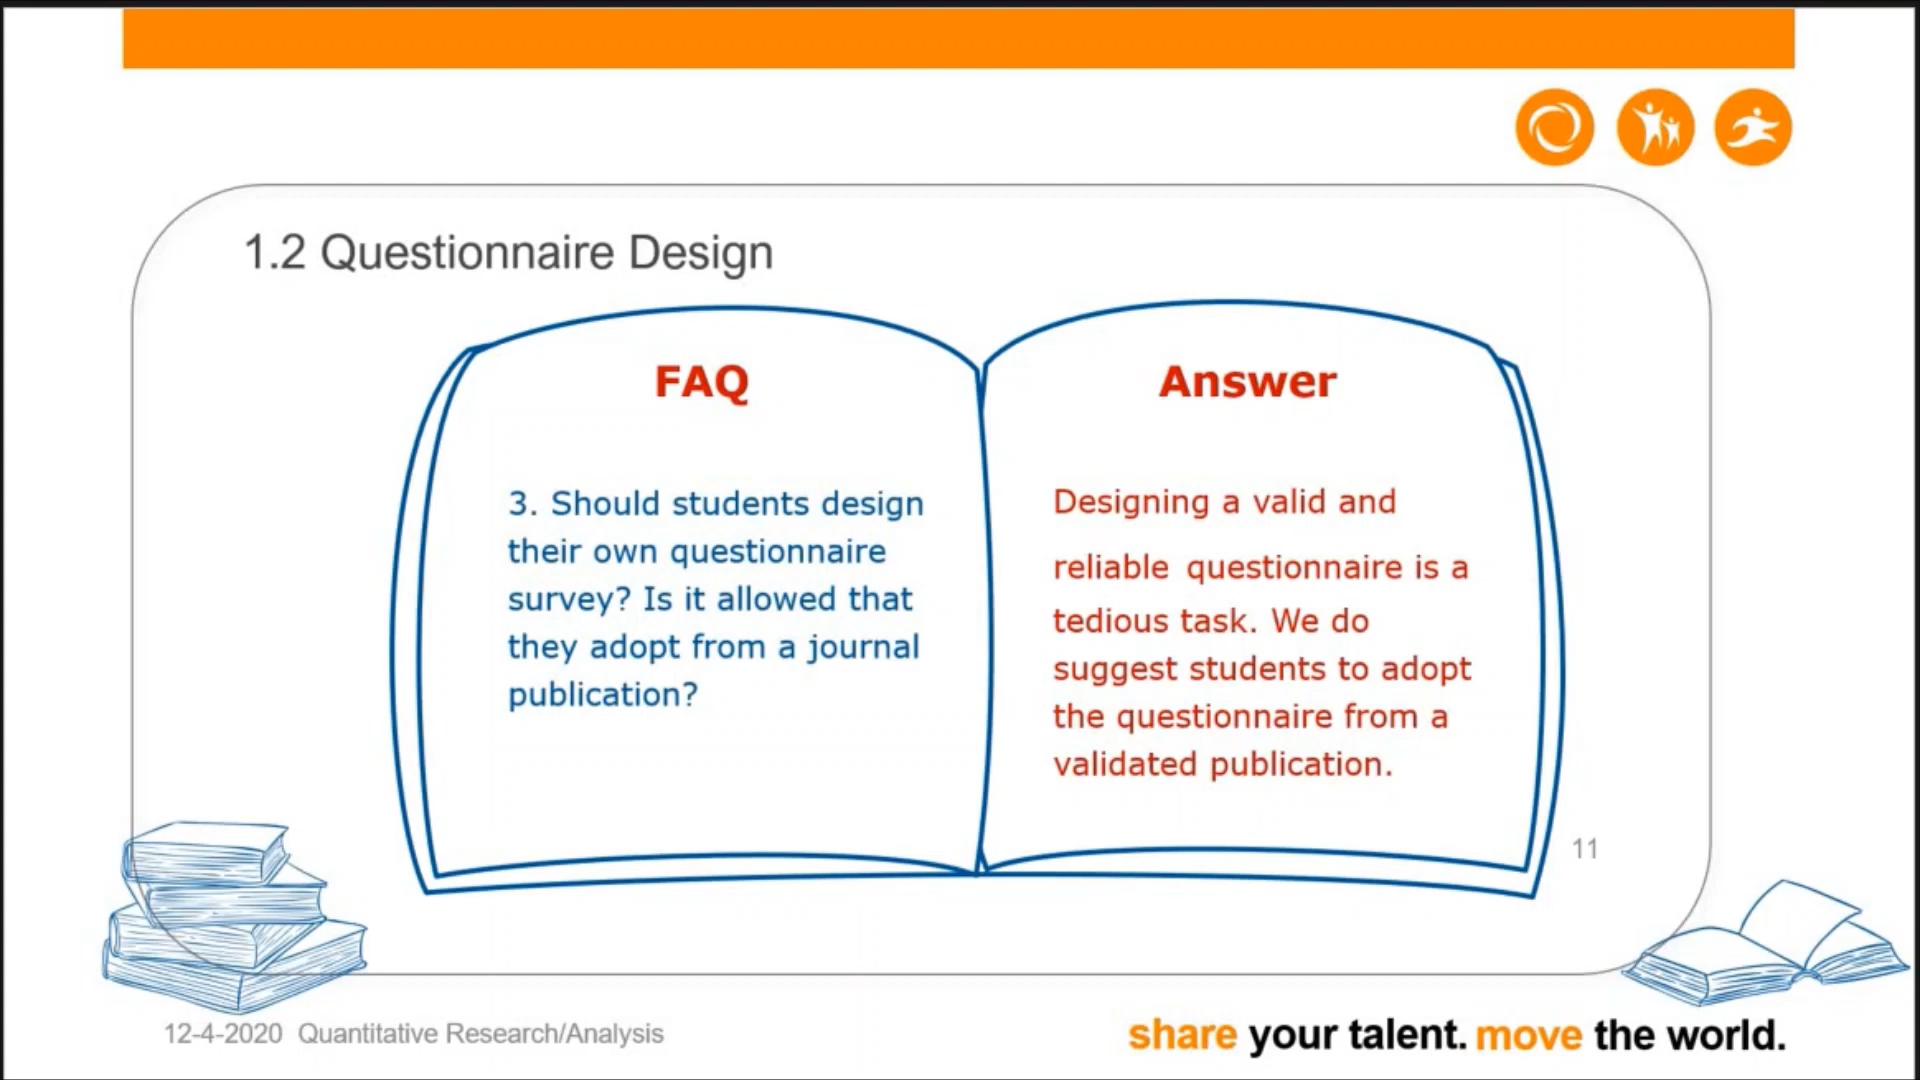 1.2 Questionnaire Design
FAQ
3. Should students design
their own questionnaire
survey? Is it allowed that
they adopt from a journal
publication?
Answer
Designing a valid and
reliable questionnaire is a
tedious task. We do
suggest students to adopt
the questionnaire from a
validated publication.
11
12-4-2020 Quantitative Research/Analysis
share your talent. move the world.